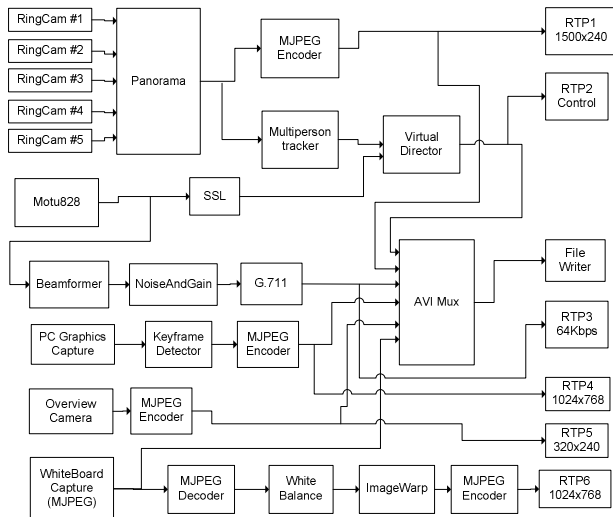 RingCam #1
RingCam #2
RingCam #3
RingCam #4
RingCam #5
Panorama
MJPEG
Encoder
RTP1
1500x240
RTP2
Control
Multiperson
tracker
Virtual
Director
Motu828
SSL
Beamformer
NoiseAndGain
G.711
AVI Mux
File
Writer
PC Graphics
Capture
Keyframe
Detector
MJPEG
Encoder
RTP3
64Kbps
RTP4
1024x768
Overview
Camera
MJPEG
Encoder
RTP5
320x240
WhiteBoard
Capture
(MJPEG)
MJPEG
Decoder
White
Balance
ImageWarp
MJPEG
Encoder
RTP6
1024x768